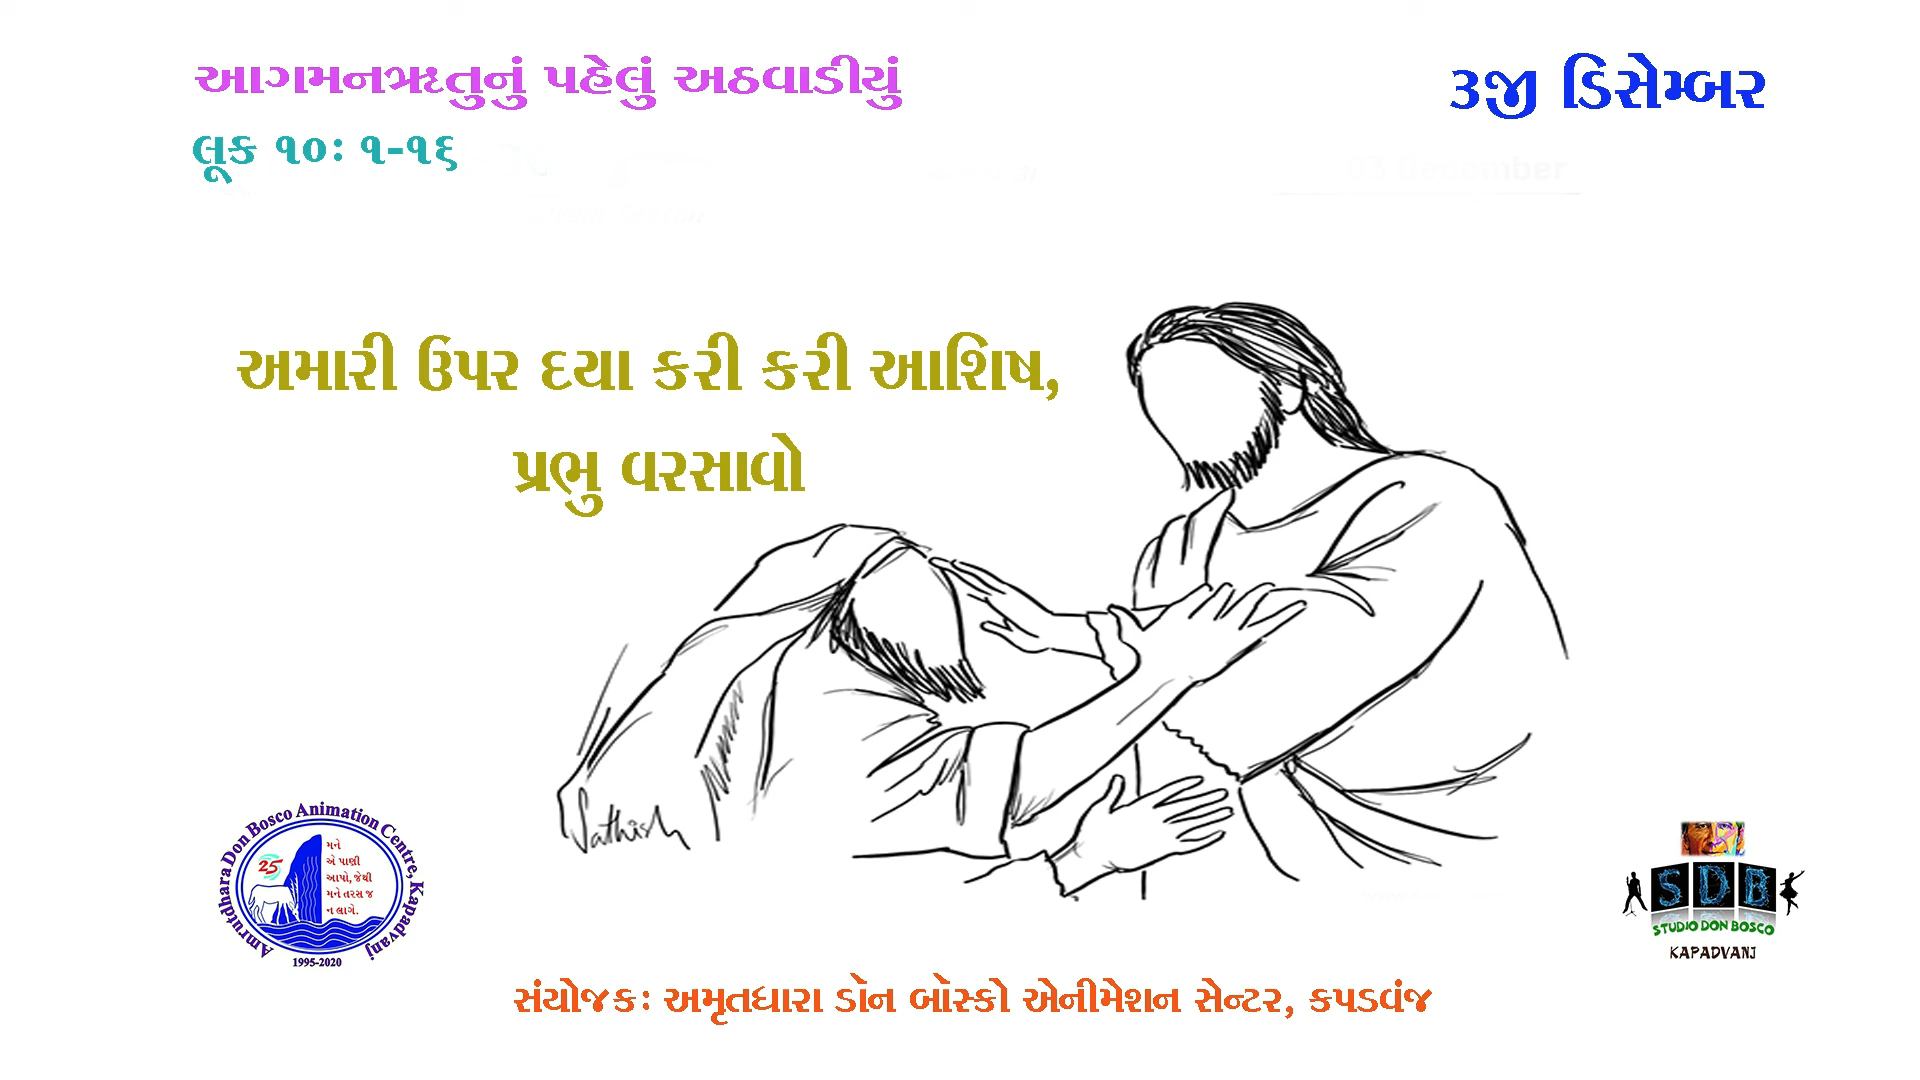 આગમનઋતુનું પહેલું અઠવાડીયું
૩જી ડિસેમ્બર
લૂક ૧૦: ૧-૧૬
અમારી ઉપર દયા કરી કરી આશિષ,
પ્રભુ વરસાવો
Sathish
Amrutdhara Don Bosco Animation Centre, Kapadvanj
25
મને
એ પાણી
આપો, જેથી
મને તરસ જ
ન લાગે.
1995-2020
SDB
STUDIO DON BOSCO
KAPADVANJ
સંયોજક: અમૃતધારા ડૉન બૉસ્કો એનીમેશન સેન્ટર, કપડવંજ